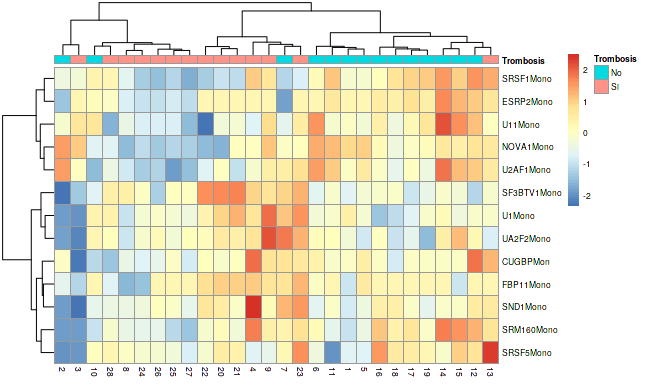 Trombosis
SRSF1Mono
ESRP2Mono
U11Mono
NOVA1Mono
U2AF1Mono
SF3BTV1Mono
U1Mono
UA2F2Mono
CUGBPMon
FBP11Mono
SND1Mono
SRM160Mono
SRSF5Mono
2 3 10 28 8 24 26 25 27 22 20 21 4 9 7 23 6 11 1 5 16 18 17 19 14 15 12 13
2
1
0
-1
-2
Trombosis
No
SI